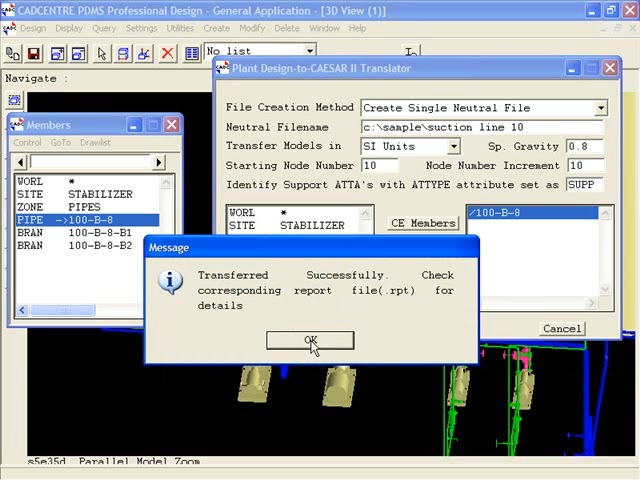 CADCENTRE PDMS Professional Design - General Application - [3D View (1)]
Design Display Query Settings Utilities Create Modify Delete Window Help
No list
Navigate :
Plant Design-to-CAESAR II Translator
File Creation Method Create Single Neutral File
Neutral Filename c:\sample\suction line 10
Transfer Models in SI Units Sp. Gravity 0.8
Starting Node Number 10 Node Number Increment 10
Identify Support ATTA's with ATTYPE attribute set as SUPP
Members
Control GoTo Drawlist
WORL *
SITE STABILIZER
ZONE PIPES
PIPE ->100-B-8
BRAN 100-B-8-B1
BRAN 100-B-8-B2
WORL *
SITE STABILIZER
CE Members
/100-B-8
Cancel
Message
Transferred Successfully. Check
corresponding report file(.rpt) for
details
OK
s5e35d Parallel Model Zoom